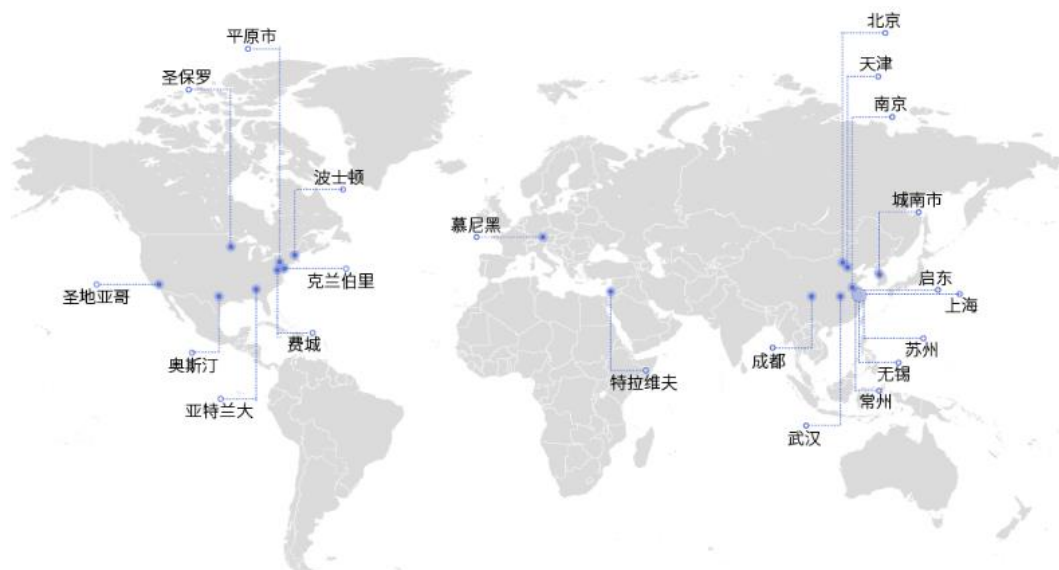 平原市
圣保罗
波士顿
克兰伯里
圣地亚哥
费城
奥斯汀
亚特兰大
慕尼黑
特拉维夫
北京
天津
南京
城南市
启东
上海
苏州
无锡
常州
成都
武汉